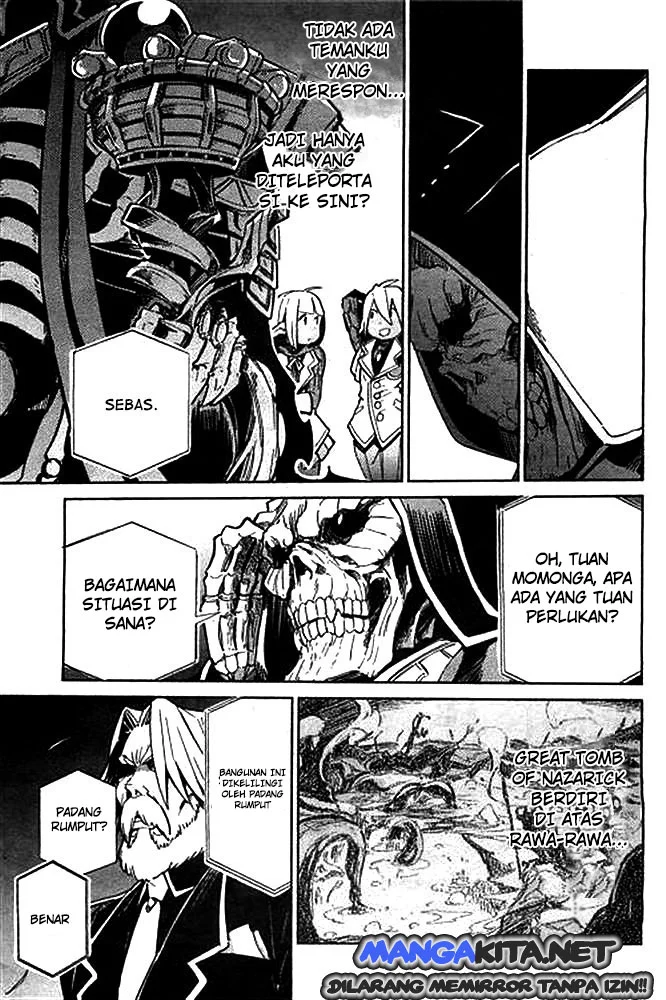 TIDAK ADA
TEMANKU
YANG
MERESPON...
JADI HANYA
AKU YANG
DITELEPORTA
SI-KE SINI?
SEBAS.
OH, TUAN
MOMONGA, APA
ADA YANG TUAN
PERLUKAN?
BAGAIMANA
SITUASI DI
SANA?
GREAT TOMB
OF NAZARICK
BERDIRI
DI ATAS
RAWA-RAWA...
BANGUNAN INI
DIKELILINGI
OLEH PADANG
RUMPUT
PADANG
RUMPUT?
BENAR
MANGAKITA.NET
DILARANG MEMIRROR TANPA IZIN!!